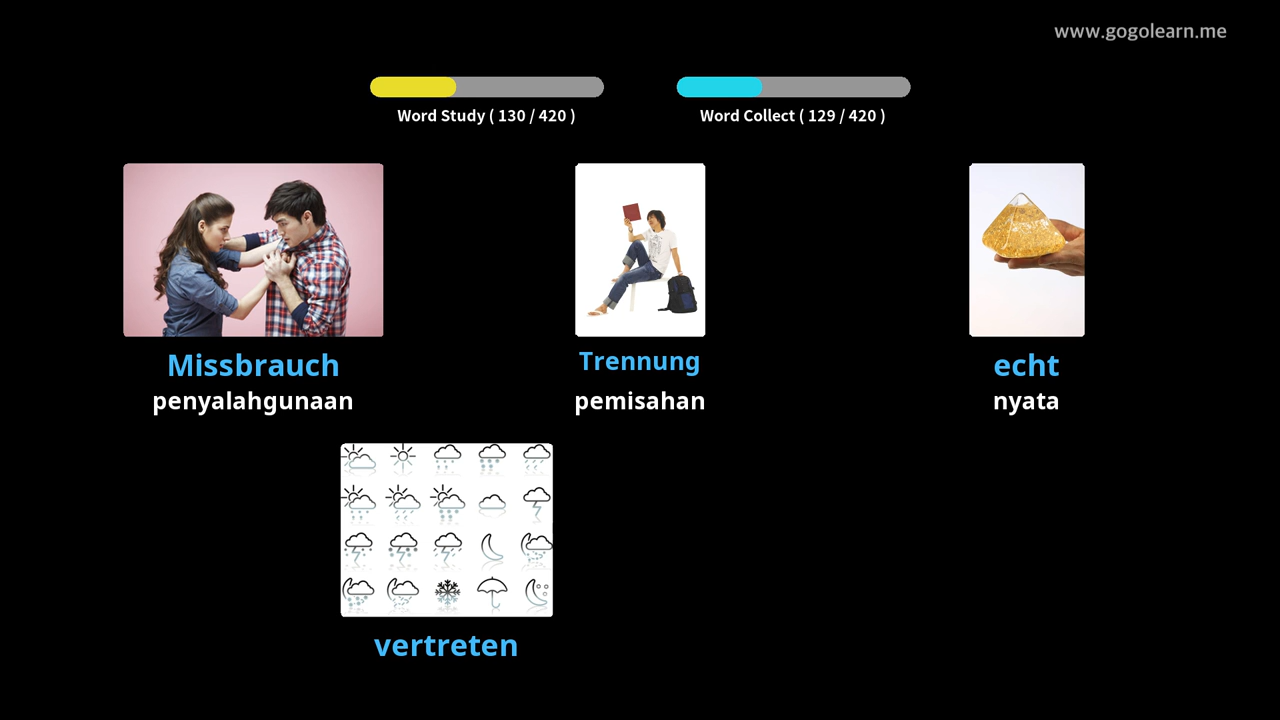 www.gogolearn.me
Word Study ( 130 / 420 )
Word Collect ( 129 / 420 )
Missbrauch
penyalahgunaan
Trennung
pemisahan
echt
nyata
vertreten